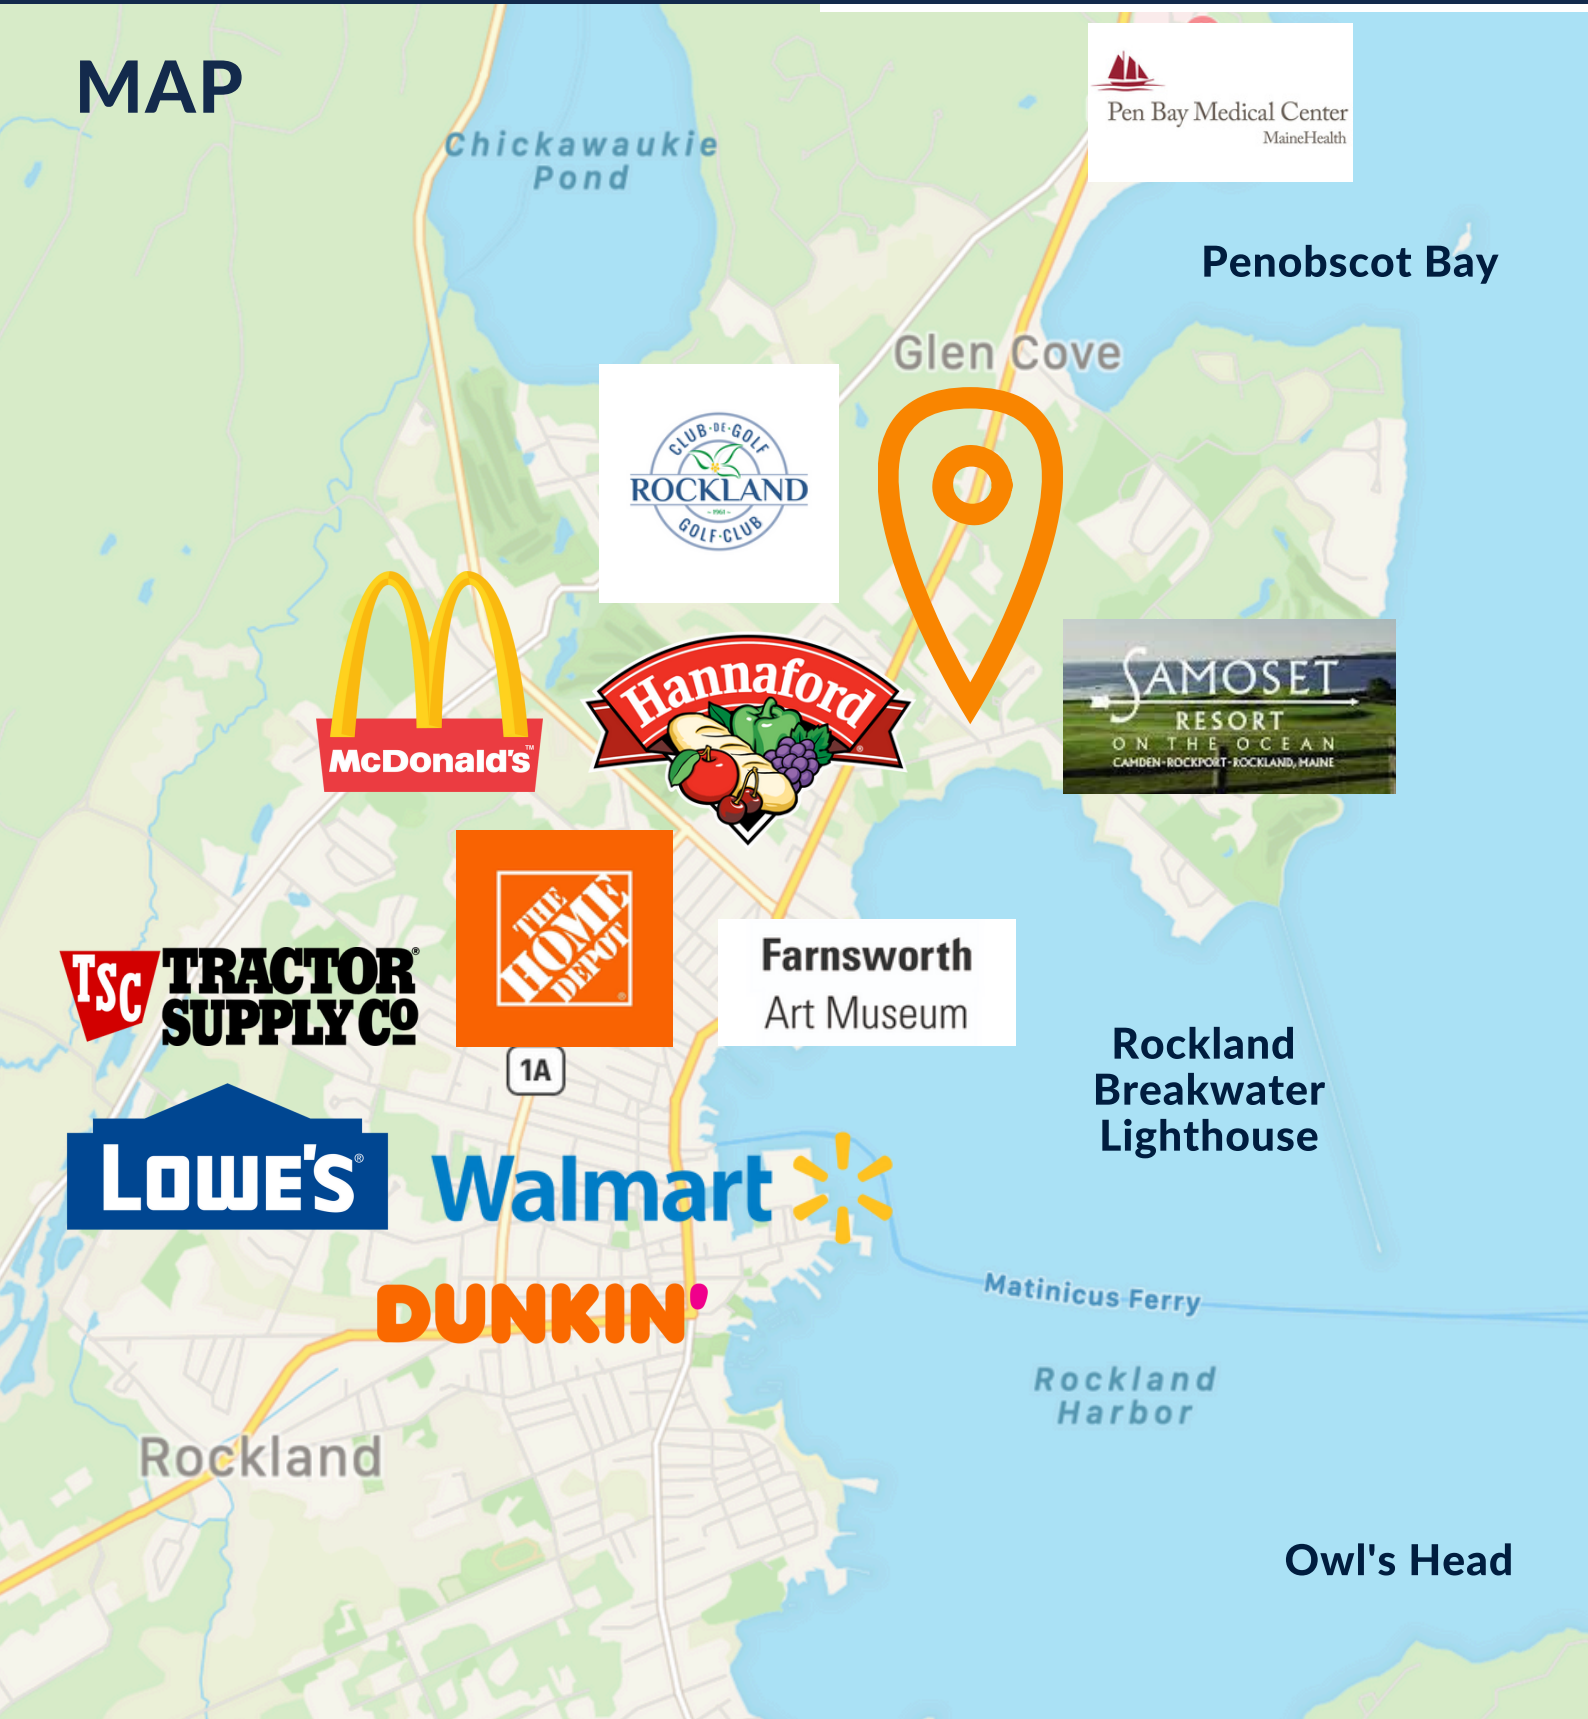 MAP
Pen Bay Medical Center
MaineHealth
Chickawaukie
Pond
Penobscot Bay
Glen Cove
CLUB·DE·GOLF
ROCKLAND
~1961~
GOLF·CLUB
McDonald's™
Hannaford®
SAMOSET
RESORT
ON THE OCEAN
CAMDEN-ROCKPORT-ROCKLAND, MAINE
THE
HOME
DEPOT®
TSC TRACTOR®
SUPPLY CO
Farnsworth
Art Museum
1A
Rockland
Breakwater
Lighthouse
LOWE'S®
Walmart
DUNKIN'
Matinicus Ferry
Rockland
Harbor
Rockland
Owl's Head